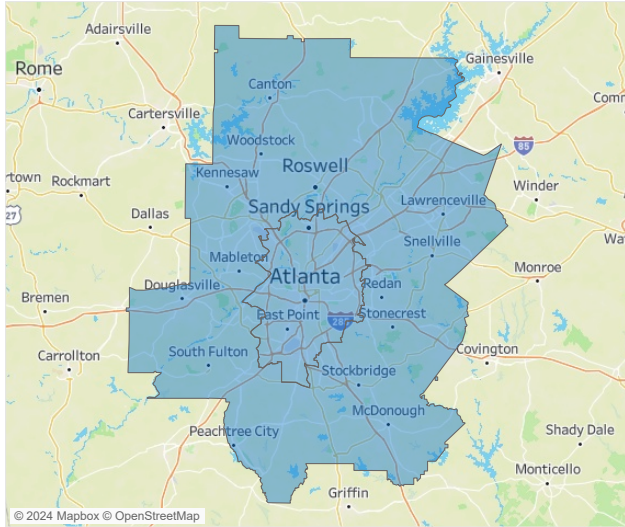 Adairsville
Rome
Gainesville
Canton
Comm
Cartersville
Woodstock
85
Roswell
Kennesaw
rtown
Rockmart
Winder
Sandy Springs
Lawrenceville
27
Dallas
Wa
Snellville
Mableton
Atlanta
Monroe
Douglasville
Redan
Bremen
East Point
Stonecrest
285
Carrollton
South Fulton
Covington
Stockbridge
McDonough
Peachtree City
Shady Dale
Monticello
Griffin
© 2024 Mapbox © OpenStreetMap